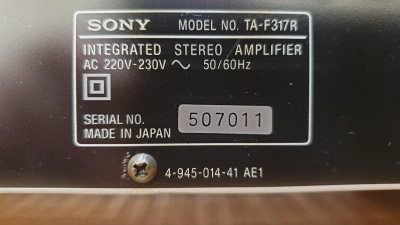 SONY MODEL NO. TA-F317R
INTEGRATED STEREO AMPLIFIER
AC 220V-230V ~ 50/60Hz
SERIAL NO. 507011
MADE IN JAPAN
4-945-014-41 AE1